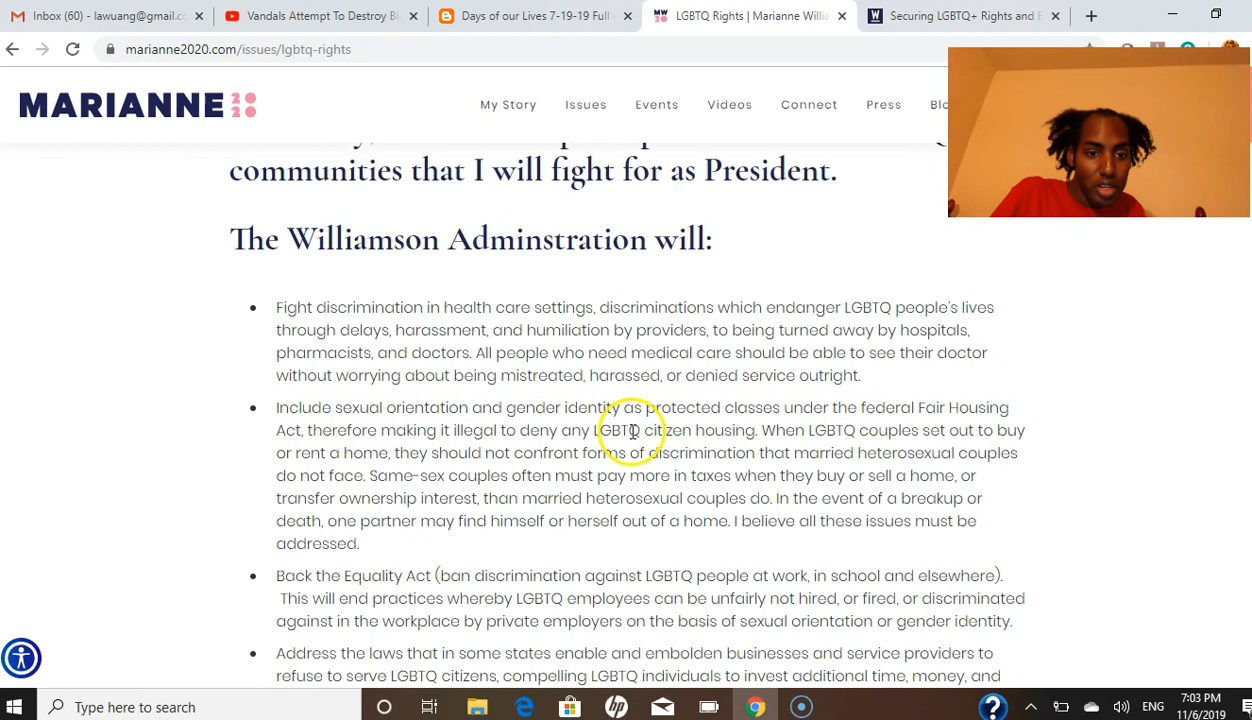 Inbox (60) - lawuang@gmail.c
Vandals Attempt To Destroy Bl
Days of our Lives 7-19-19 Full
LGBTQ Rights | Marianne Willia
Securing LGBTQ+ Rights and E
marianne2020.com/issues/lgbtq-rights
MARIANNE 2020
My Story Issues Events Videos Connect Press Blo
communities that I will fight for as President.
The Williamson Adminstration will:
• Fight discrimination in health care settings, discriminations which endanger LGBTQ people's lives
through delays, harassment, and humiliation by providers, to being turned away by hospitals,
pharmacists, and doctors. All people who need medical care should be able to see their doctor
without worrying about being mistreated, harassed, or denied service outright.
• Include sexual orientation and gender identity as protected classes under the federal Fair Housing
Act, therefore making it illegal to deny any LGBTQ citizen housing. When LGBTQ couples set out to buy
or rent a home, they should not confront forms of discrimination that married heterosexual couples
do not face. Same-sex couples often must pay more in taxes when they buy or sell a home, or
transfer ownership interest, than married heterosexual couples do. In the event of a breakup or
death, one partner may find himself or herself out of a home. I believe all these issues must be
addressed.
• Back the Equality Act (ban discrimination against LGBTQ people at work, in school and elsewhere).
This will end practices whereby LGBTQ employees can be unfairly not hired, or fired, or discriminated
against in the workplace by private employers on the basis of sexual orientation or gender identity.
• Address the laws that in some states enable and embolden businesses and service providers to
refuse to serve LGBTQ citizens, compelling LGBTQ individuals to invest additional time, money, and
Type here to search
hp
ENG
7:03 PM
11/6/2019